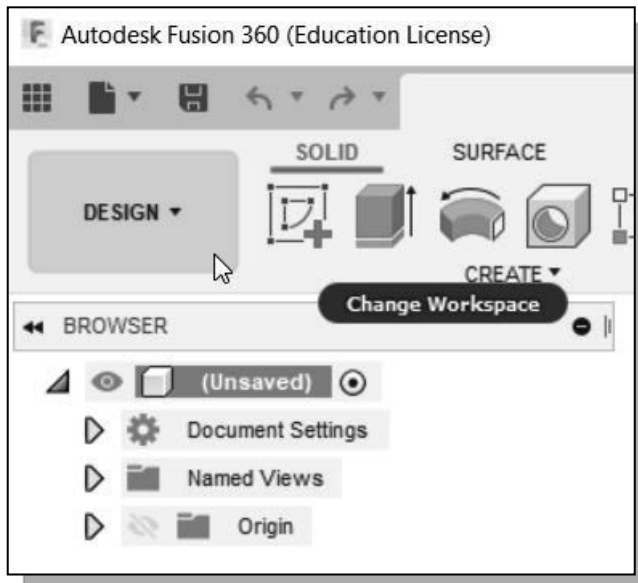 Autodesk Fusion 360 (Education License)
SOLID SURFACE
DESIGN
CREATE
Change Workspace
BROWSER
(Unsaved)
Document Settings
Named Views
Origin